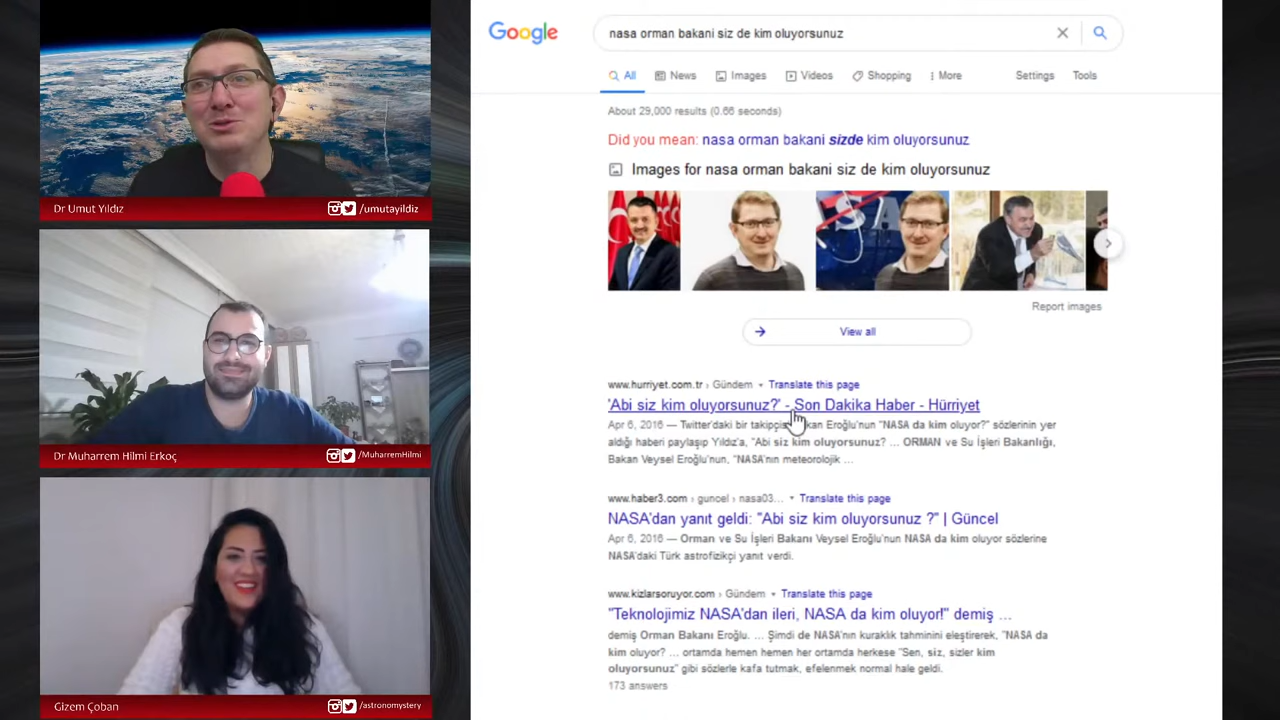 Dr Umut Yıldız
/umutayildiz
Dr Muharrem Hilmi Erkoç
/MuharremHilmi
Gizem Çoban
/astronomystery
Google
nasa orman bakani siz de kim oluyorsunuz
All News Images Videos Shopping More Settings Tools
About 29,000 results (0.66 seconds)
Did you mean: nasa orman bakani sizde kim oluyorsunuz
Images for nasa orman bakani siz de kim oluyorsunuz
Report images
View all
www.hurriyet.com.tr › Gündem Translate this page
'Abi siz kim oluyorsunuz?' - Son Dakika Haber - Hürriyet
Apr 6, 2016 — Twitter'daki bir takipçisi kan Eroğlu'nun "NASA da kim oluyor?" sözlerinin yer
aldığı haberi paylaşıp Yıldız'a, "Abi siz kim oluyorsunuz? ... ORMAN ve Su İşleri Bakanlığı,
Bakan Veysel Eroğlu'nun, "NASA'nın meteorolojik ...
www.haber3.com › guncel › nasa03... Translate this page
NASA'dan yanıt geldi: "Abi siz kim oluyorsunuz ?" | Güncel
Apr 6, 2016 — Orman ve Su İşleri Bakanı Veysel Eroğlu'nun NASA da kim oluyor sözlerine
NASA'daki Türk astrofizikçi yanıt verdi.
www.kizlarsoruyor.com › Gündem Translate this page
"Teknolojimiz NASA'dan ileri, NASA da kim oluyor!" demiş ...
demiş Orman Bakanı Eroğlu. ... Şimdi de NASA'nın kuraklık tahminini eleştirerek, "NASA da
kim oluyor? ... ortamda hemen hemen her ortamda herkese "Sen, siz, sizler kim
oluyorsunuz" gibi sözlerle kafa tutmak, efelenmek normal hale geldi.
173 answers